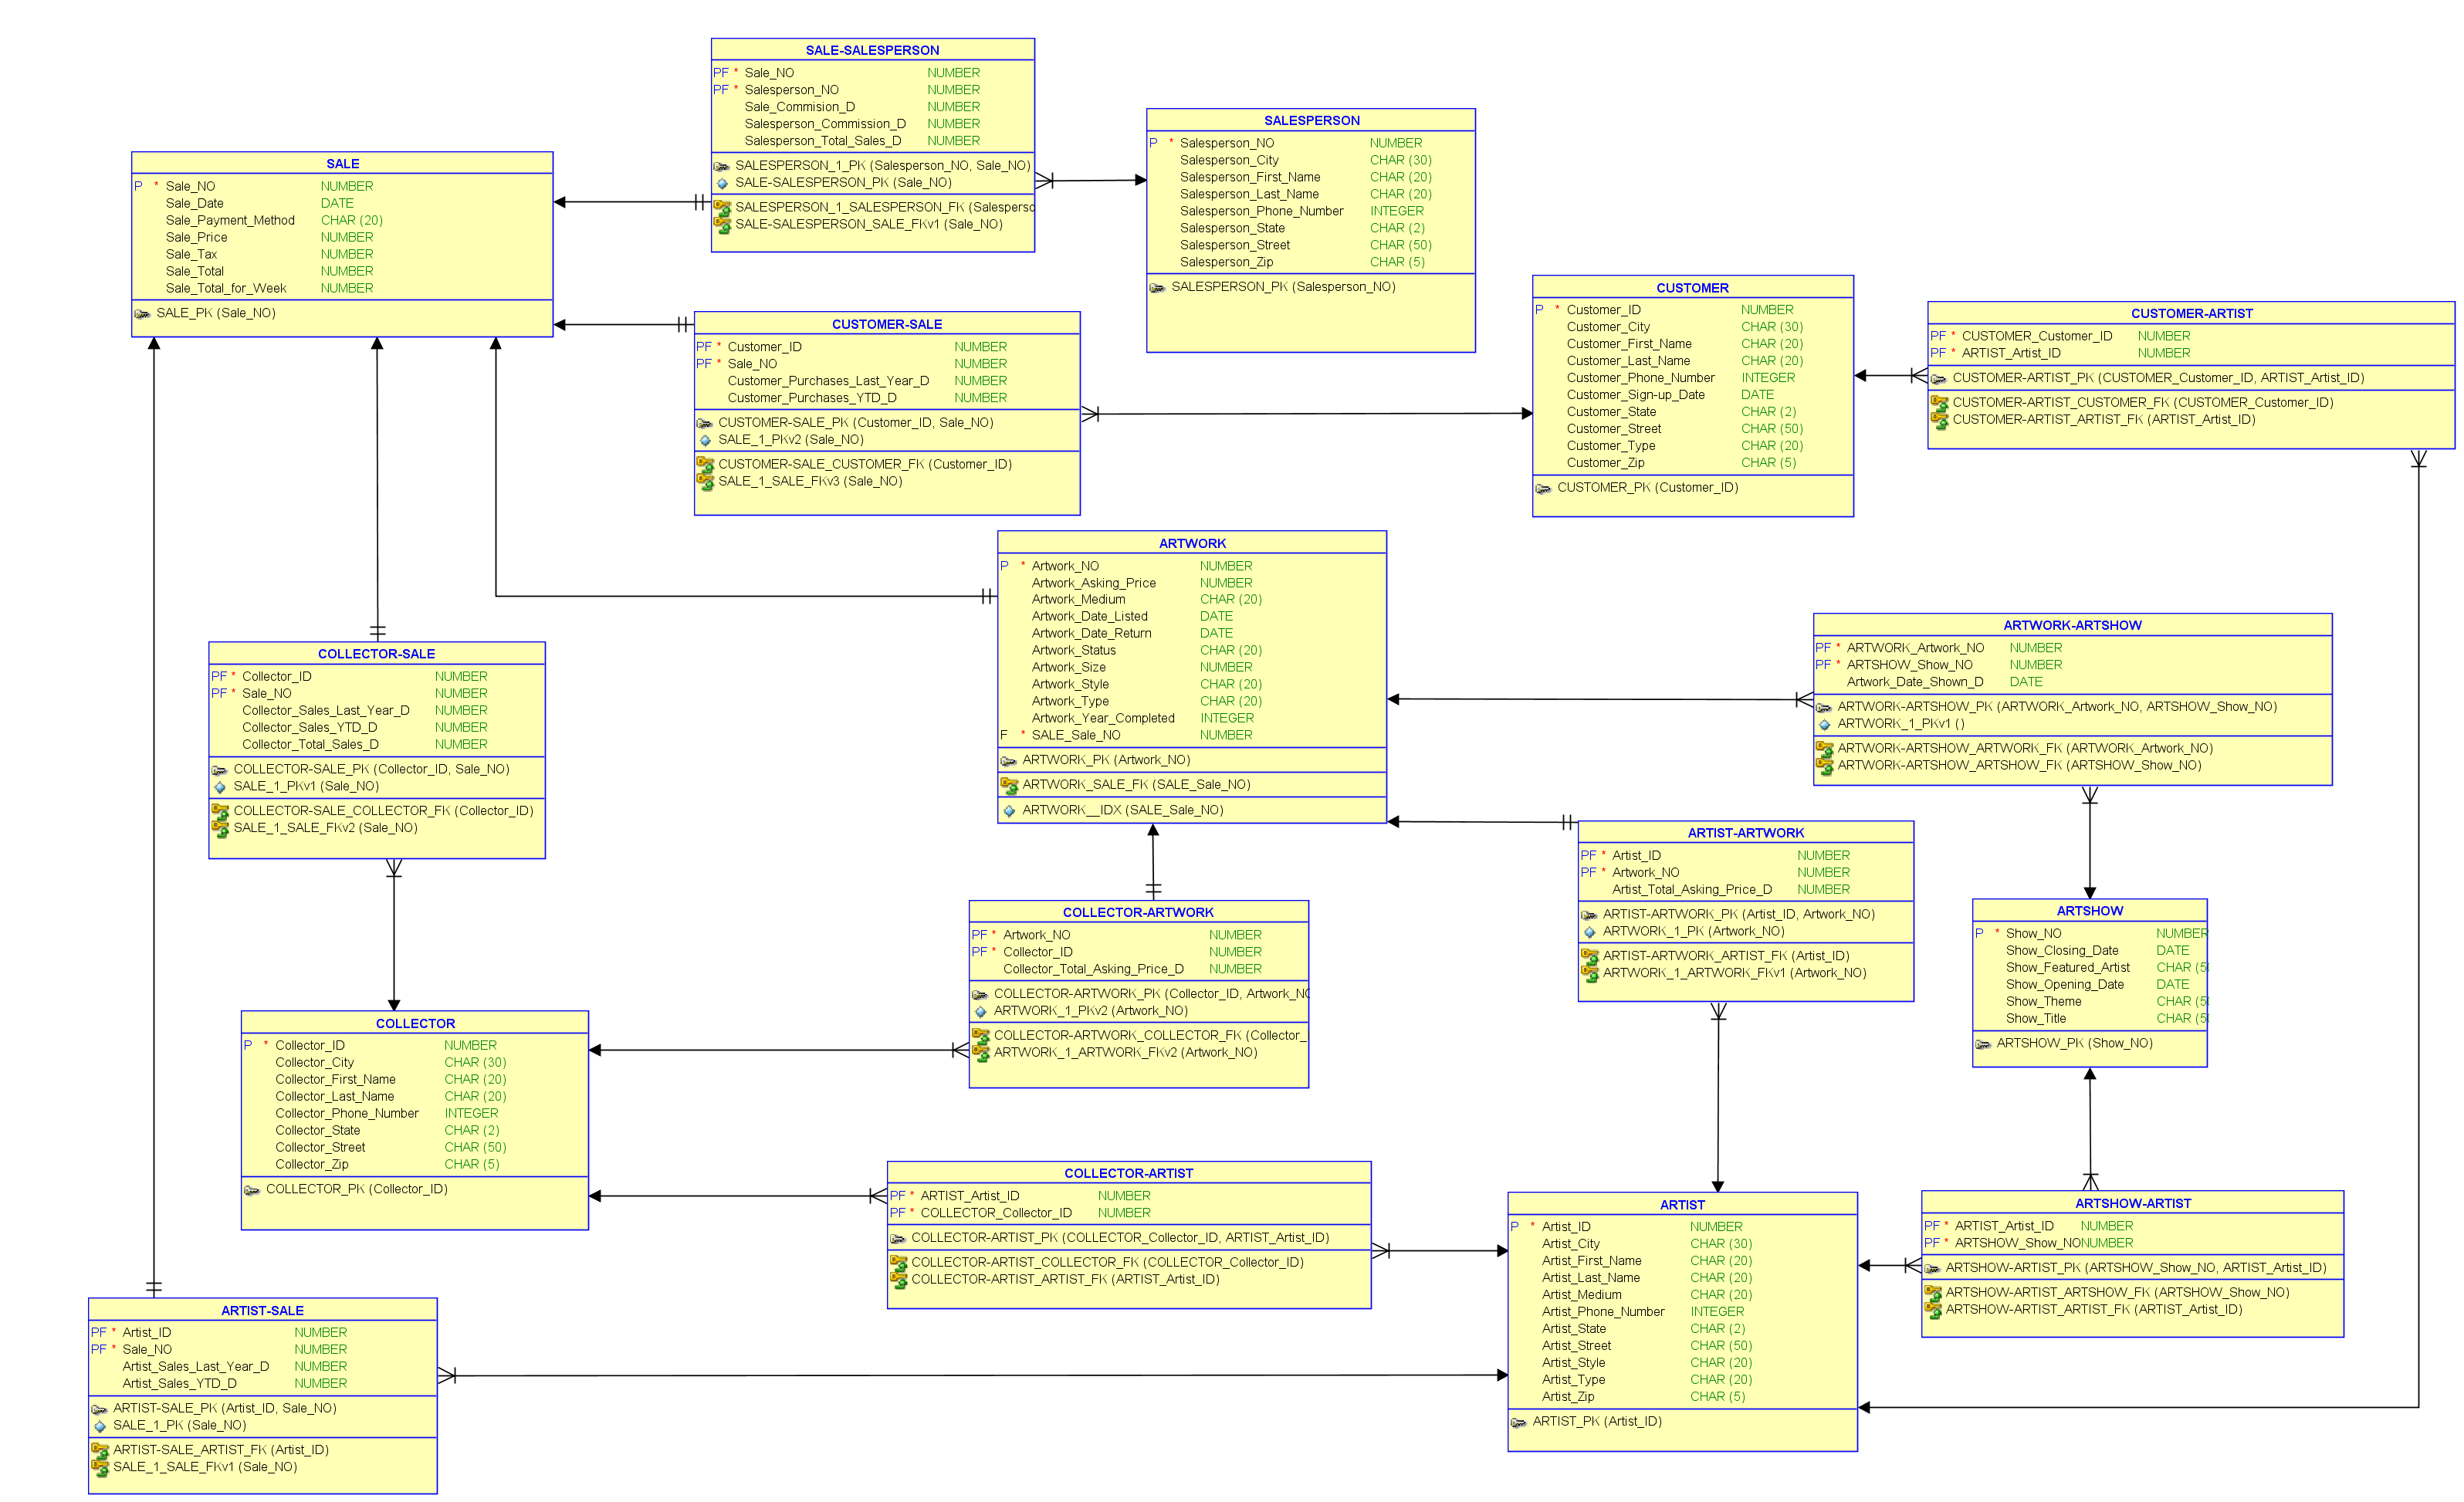 SALE-SALESPERSON
PF * Sale_NO NUMBER
PF * Salesperson_NO NUMBER
Sale_Commision_D NUMBER
Salesperson_Commission_D NUMBER
Salesperson_Total_Sales_D NUMBER
SALESPERSON_1_PK (Salesperson_NO, Sale_NO)
SALE-SALESPERSON_PK (Sale_NO)
SALESPERSON_1_SALESPERSON_FK (Salesperso
SALE-SALESPERSON_SALE_FKv1 (Sale_NO)
SALESPERSON
P * Salesperson_NO NUMBER
Salesperson_City CHAR (30)
Salesperson_First_Name CHAR (20)
Salesperson_Last_Name CHAR (20)
Salesperson_Phone_Number INTEGER
Salesperson_State CHAR (2)
Salesperson_Street CHAR (50)
Salesperson_Zip CHAR (5)
SALESPERSON_PK (Salesperson_NO)
SALE
P * Sale_NO NUMBER
Sale_Date DATE
Sale_Payment_Method CHAR (20)
Sale_Price NUMBER
Sale_Tax NUMBER
Sale_Total NUMBER
Sale_Total_for_Week NUMBER
SALE_PK (Sale_NO)
CUSTOMER
P * Customer_ID NUMBER
Customer_City CHAR (30)
Customer_First_Name CHAR (20)
Customer_Last_Name CHAR (20)
Customer_Phone_Number INTEGER
Customer_Sign-up_Date DATE
Customer_State CHAR (2)
Customer_Street CHAR (50)
Customer_Type CHAR (20)
Customer_Zip CHAR (5)
CUSTOMER_PK (Customer_ID)
CUSTOMER-ARTIST
PF * CUSTOMER_Customer_ID NUMBER
PF * ARTIST_Artist_ID NUMBER
CUSTOMER-ARTIST_PK (CUSTOMER_Customer_ID, ARTIST_Artist_ID)
CUSTOMER-ARTIST_CUSTOMER_FK (CUSTOMER_Customer_ID)
CUSTOMER-ARTIST_ARTIST_FK (ARTIST_Artist_ID)
CUSTOMER-SALE
PF * Customer_ID NUMBER
PF * Sale_NO NUMBER
Customer_Purchases_Last_Year_D NUMBER
Customer_Purchases_YTD_D NUMBER
CUSTOMER-SALE_PK (Customer_ID, Sale_NO)
SALE_1_PKv2 (Sale_NO)
CUSTOMER-SALE_CUSTOMER_FK (Customer_ID)
SALE_1_SALE_FKv3 (Sale_NO)
ARTWORK
P * Artwork_NO NUMBER
Artwork_Asking_Price NUMBER
Artwork_Medium CHAR (20)
Artwork_Date_Listed DATE
Artwork_Date_Return DATE
Artwork_Status CHAR (20)
Artwork_Size NUMBER
Artwork_Style CHAR (20)
Artwork_Type CHAR (20)
Artwork_Year_Completed INTEGER
F * SALE_Sale_NO NUMBER
ARTWORK_PK (Artwork_NO)
ARTWORK_SALE_FK (SALE_Sale_NO)
ARTWORK__IDX (SALE_Sale_NO)
ARTWORK-ARTSHOW
PF * ARTWORK_Artwork_NO NUMBER
PF * ARTSHOW_Show_NO NUMBER
Artwork_Date_Shown_D DATE
ARTWORK-ARTSHOW_PK (ARTWORK_Artwork_NO, ARTSHOW_Show_NO)
ARTWORK_1_PKv1 ()
ARTWORK-ARTSHOW_ARTWORK_FK (ARTWORK_Artwork_NO)
ARTWORK-ARTSHOW_ARTSHOW_FK (ARTSHOW_Show_NO)
COLLECTOR-SALE
PF * Collector_ID NUMBER
PF * Sale_NO NUMBER
Collector_Sales_Last_Year_D NUMBER
Collector_Sales_YTD_D NUMBER
Collector_Total_Sales_D NUMBER
COLLECTOR-SALE_PK (Collector_ID, Sale_NO)
SALE_1_PKv1 (Sale_NO)
COLLECTOR-SALE_COLLECTOR_FK (Collector_ID)
SALE_1_SALE_FKv2 (Sale_NO)
ARTIST-ARTWORK
PF * Artist_ID NUMBER
PF * Artwork_NO NUMBER
Artist_Total_Asking_Price_D NUMBER
ARTIST-ARTWORK_PK (Artist_ID, Artwork_NO)
ARTWORK_1_PK (Artwork_NO)
ARTIST-ARTWORK_ARTIST_FK (Artist_ID)
ARTWORK_1_ARTWORK_FKv1 (Artwork_NO)
COLLECTOR-ARTWORK
PF * Artwork_NO NUMBER
PF * Collector_ID NUMBER
Collector_Total_Asking_Price_D NUMBER
COLLECTOR-ARTWORK_PK (Collector_ID, Artwork_NO
ARTWORK_1_PKv2 (Artwork_NO)
COLLECTOR-ARTWORK_COLLECTOR_FK (Collector_
ARTWORK_1_ARTWORK_FKv2 (Artwork_NO)
ARTSHOW
P * Show_NO NUMBER
Show_Closing_Date DATE
Show_Featured_Artist CHAR (5
Show_Opening_Date DATE
Show_Theme CHAR (5
Show_Title CHAR (5
ARTSHOW_PK (Show_NO)
COLLECTOR
P * Collector_ID NUMBER
Collector_City CHAR (30)
Collector_First_Name CHAR (20)
Collector_Last_Name CHAR (20)
Collector_Phone_Number INTEGER
Collector_State CHAR (2)
Collector_Street CHAR (50)
Collector_Zip CHAR (5)
COLLECTOR_PK (Collector_ID)
COLLECTOR-ARTIST
PF * ARTIST_Artist_ID NUMBER
PF * COLLECTOR_Collector_ID NUMBER
COLLECTOR-ARTIST_PK (COLLECTOR_Collector_ID, ARTIST_Artist_ID)
COLLECTOR-ARTIST_COLLECTOR_FK (COLLECTOR_Collector_ID)
COLLECTOR-ARTIST_ARTIST_FK (ARTIST_Artist_ID)
ARTIST
P * Artist_ID NUMBER
Artist_City CHAR (30)
Artist_First_Name CHAR (20)
Artist_Last_Name CHAR (20)
Artist_Medium CHAR (20)
Artist_Phone_Number INTEGER
Artist_State CHAR (2)
Artist_Street CHAR (50)
Artist_Style CHAR (20)
Artist_Type CHAR (20)
Artist_Zip CHAR (5)
ARTIST_PK (Artist_ID)
ARTSHOW-ARTIST
PF * ARTIST_Artist_ID NUMBER
PF * ARTSHOW_Show_NO NUMBER
ARTSHOW-ARTIST_PK (ARTSHOW_Show_NO, ARTIST_Artist_ID)
ARTSHOW-ARTIST_ARTSHOW_FK (ARTSHOW_Show_NO)
ARTSHOW-ARTIST_ARTIST_FK (ARTIST_Artist_ID)
ARTIST-SALE
PF * Artist_ID NUMBER
PF * Sale_NO NUMBER
Artist_Sales_Last_Year_D NUMBER
Artist_Sales_YTD_D NUMBER
ARTIST-SALE_PK (Artist_ID, Sale_NO)
SALE_1_PK (Sale_NO)
ARTIST-SALE_ARTIST_FK (Artist_ID)
SALE_1_SALE_FKv1 (Sale_NO)